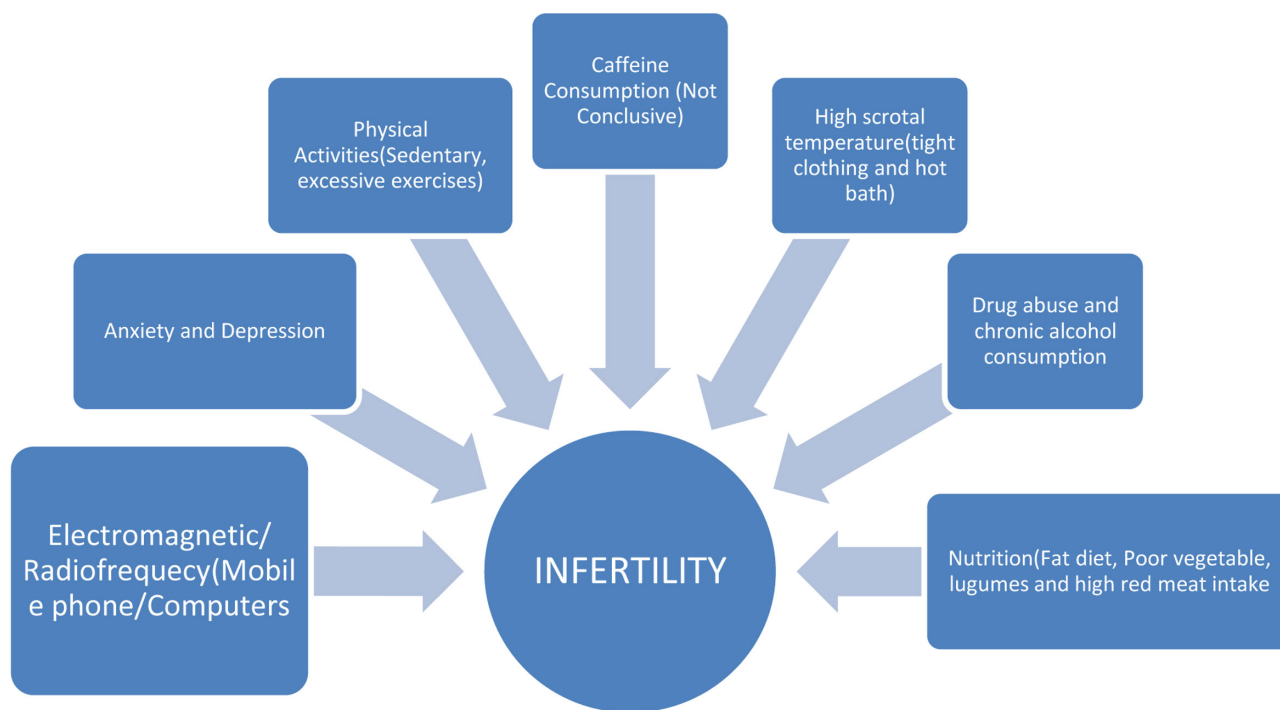 Caffeine
Consumption (Not
Conclusive)
Physical
Activities(Sedentary,
excessive exercises)
High scrotal
temperature(tight
clothing and hot
bath)
Anxiety and Depression
Drug abuse and
chronic alcohol
consumption
Electromagnetic/
Radiofrequecy(Mobil
e phone/Computers
INFERTILITY
Nutrition(Fat diet, Poor vegetable,
lugumes and high red meat intake